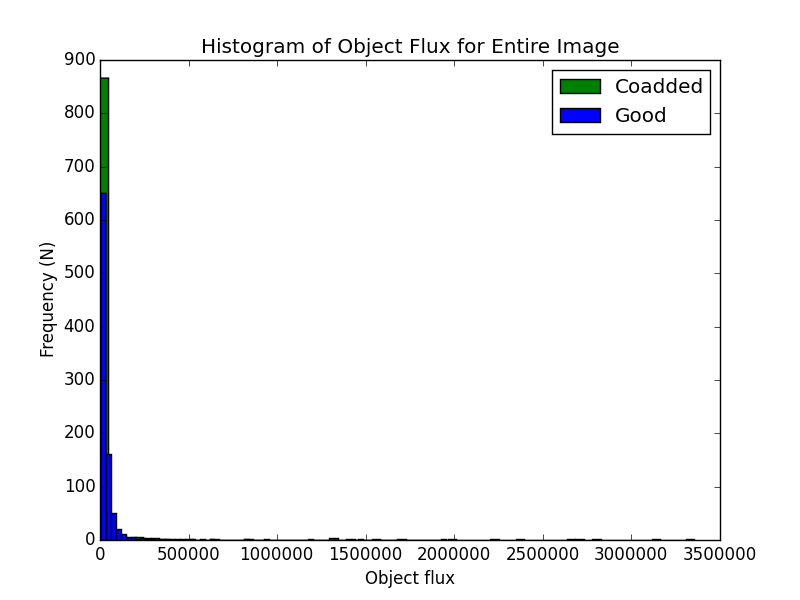 Histogram of Object Flux for Entire Image
900
800
700
600
500
400
300
200
100
0
Frequency (N)
Coadded
Good
0 500000 1000000 1500000 2000000 2500000 3000000 3500000
Object flux